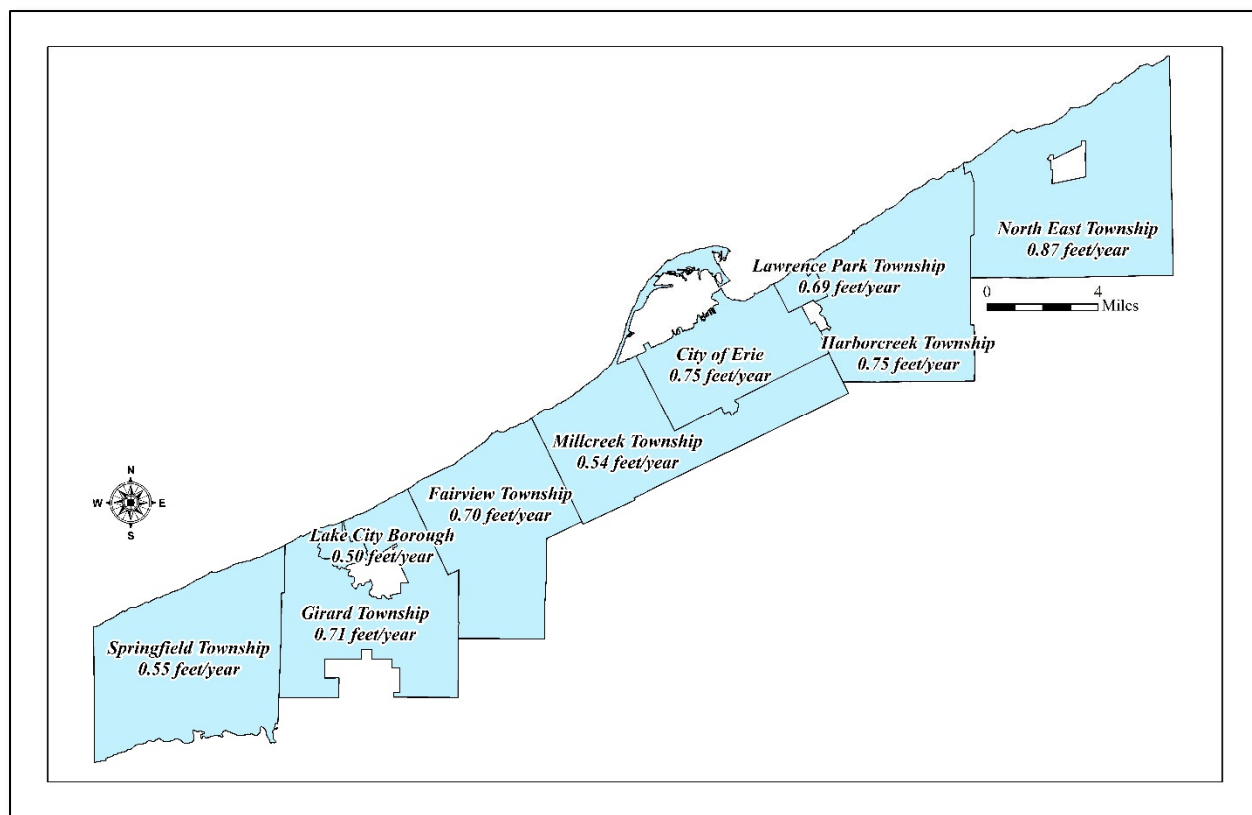 North East Township
0.87 feet/year
Lawrence Park Township
0.69 feet/year
0 4
Miles
Harborcreek Township
0.75 feet/year
City of Erie
0.75 feet/year
Millcreek Township
0.54 feet/year
Fairview Township
0.70 feet/year
N
W E
S
Lake City Borough
0.50 feet/year
Girard Township
0.71 feet/year
Springfield Township
0.55 feet/year